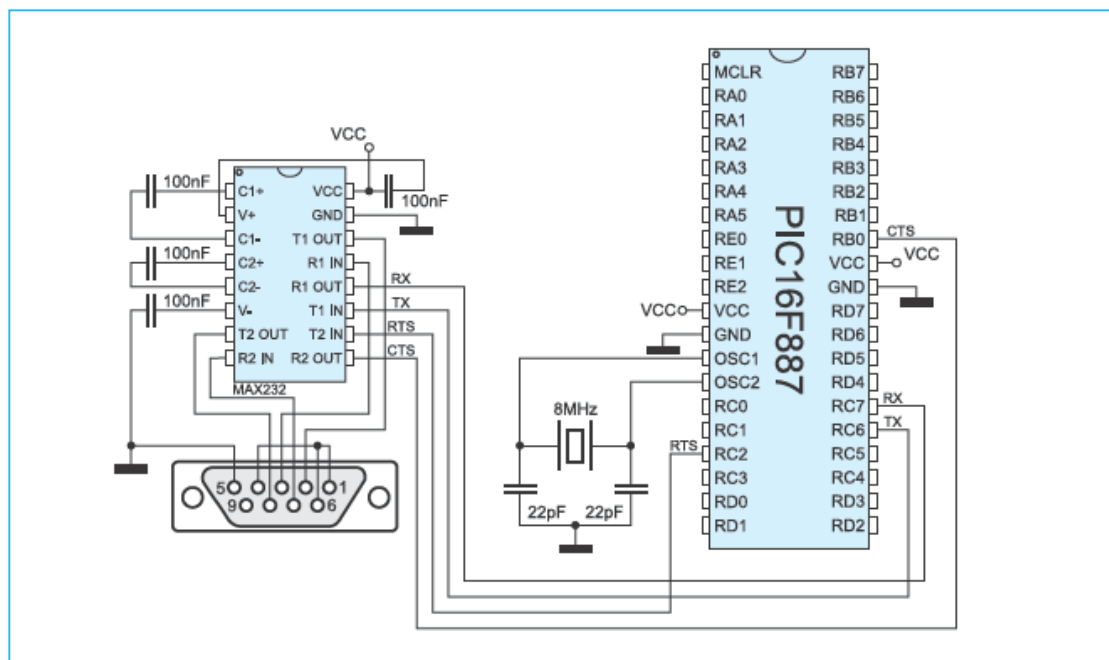 VCC
100nF
100nF
100nF
100nF
C1+
V+
C1-
C2+
C2-
V-
T2 OUT
R2 IN
VCC
GND
T1 OUT
R1 IN
R1 OUT
T1 IN
T2 IN
R2 OUT
MAX232
RX
TX
RTS
CTS
5
1
9
6
8MHz
22pF
22pF
RTS
VCC
MCLR
RA0
RA1
RA2
RA3
RA4
RA5
RE0
RE1
RE2
VCC
GND
OSC1
OSC2
RC0
RC1
RC2
RC3
RD0
RD1
PIC16F887
RB7
RB6
RB5
RB4
RB3
RB2
RB1
RB0
VCC
GND
RD7
RD6
RD5
RD4
RC7
RC6
RC5
RC4
RD3
RD2
CTS
VCC
RX
TX